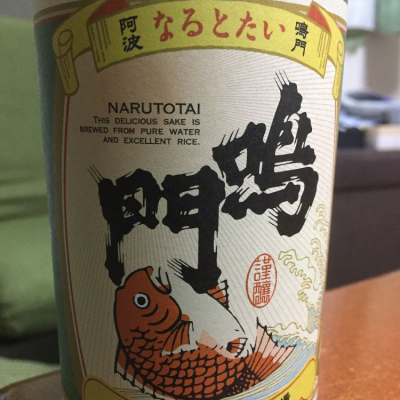 阿波
なるとたい
鳴門
NARUTOTAI
THIS DELICIOUS SAKE IS
BREWED FROM PURE WATER
AND EXCELLENT RICE.
鳴門
謹醸